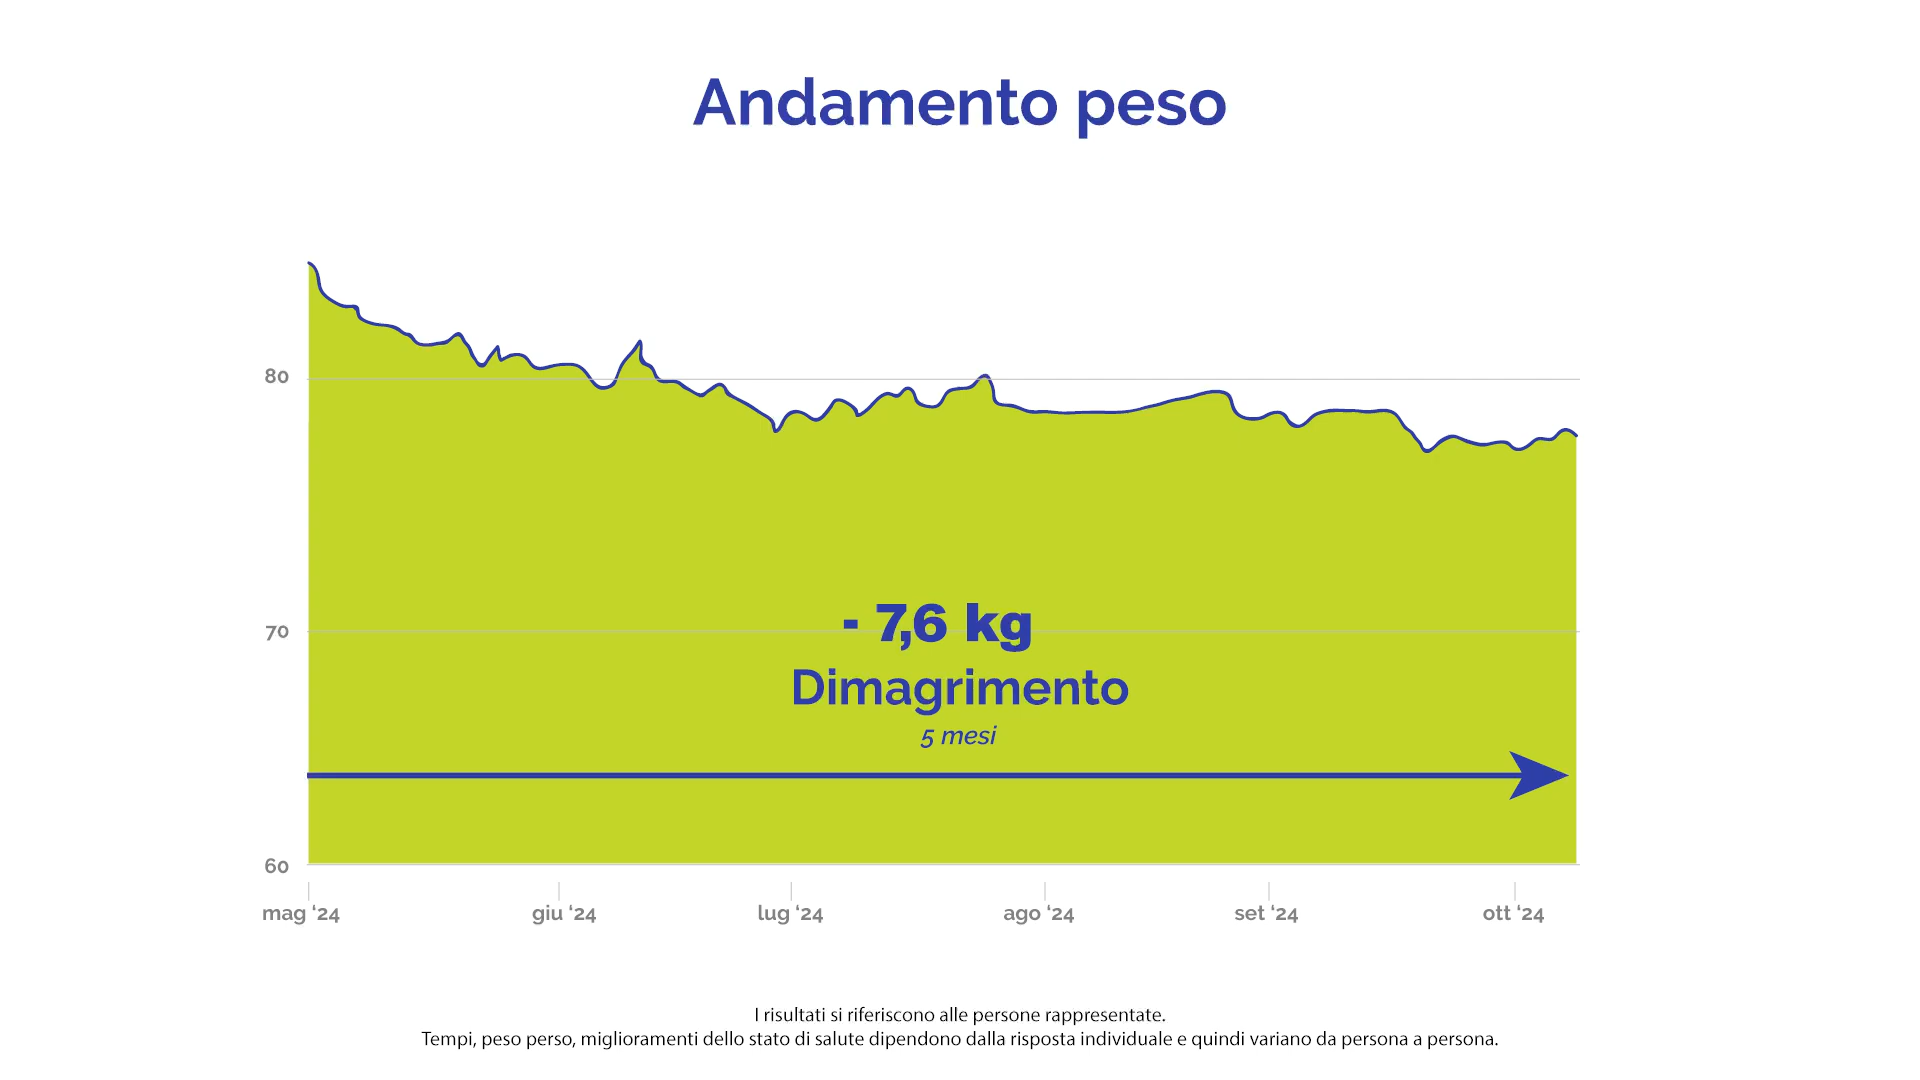 Andamento peso
80
70
60
- 7,6 kg
Dimagrimento
5 mesi
mag ‘24
giu ‘24
lug ‘24
ago ‘24
set ‘24
ott ‘24
I risultati si riferiscono alle persone rappresentate.
Tempi, peso perso, miglioramenti dello stato di salute dipendono dalla risposta individuale e quindi variano da persona a persona.